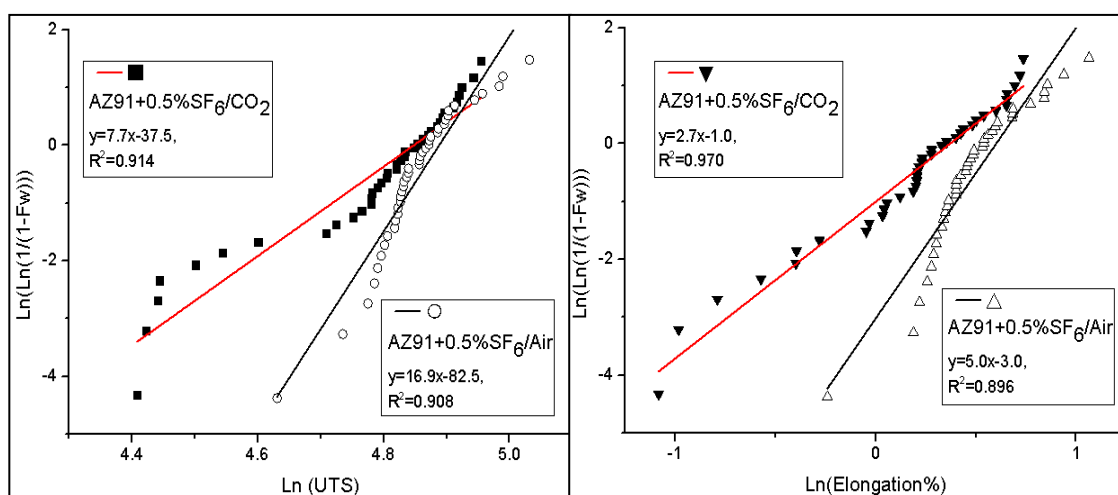 2
0
-2
-4
Ln(Ln(1/(1-Fw)))
AZ91+0.5%SF6/CO2
y=7.7x-37.5,
R2=0.914
AZ91+0.5%SF6/Air
y=16.9x-82.5,
R2=0.908
4.4 4.6 4.8 5.0
Ln (UTS)
2
0
-2
-4
Ln(Ln(1/(1-Fw)))
AZ91+0.5%SF6/CO2
y=2.7x-1.0,
R2=0.970
AZ91+0.5%SF6/Air
y=5.0x-3.0,
R2=0.896
-1 0 1
Ln(Elongation%)